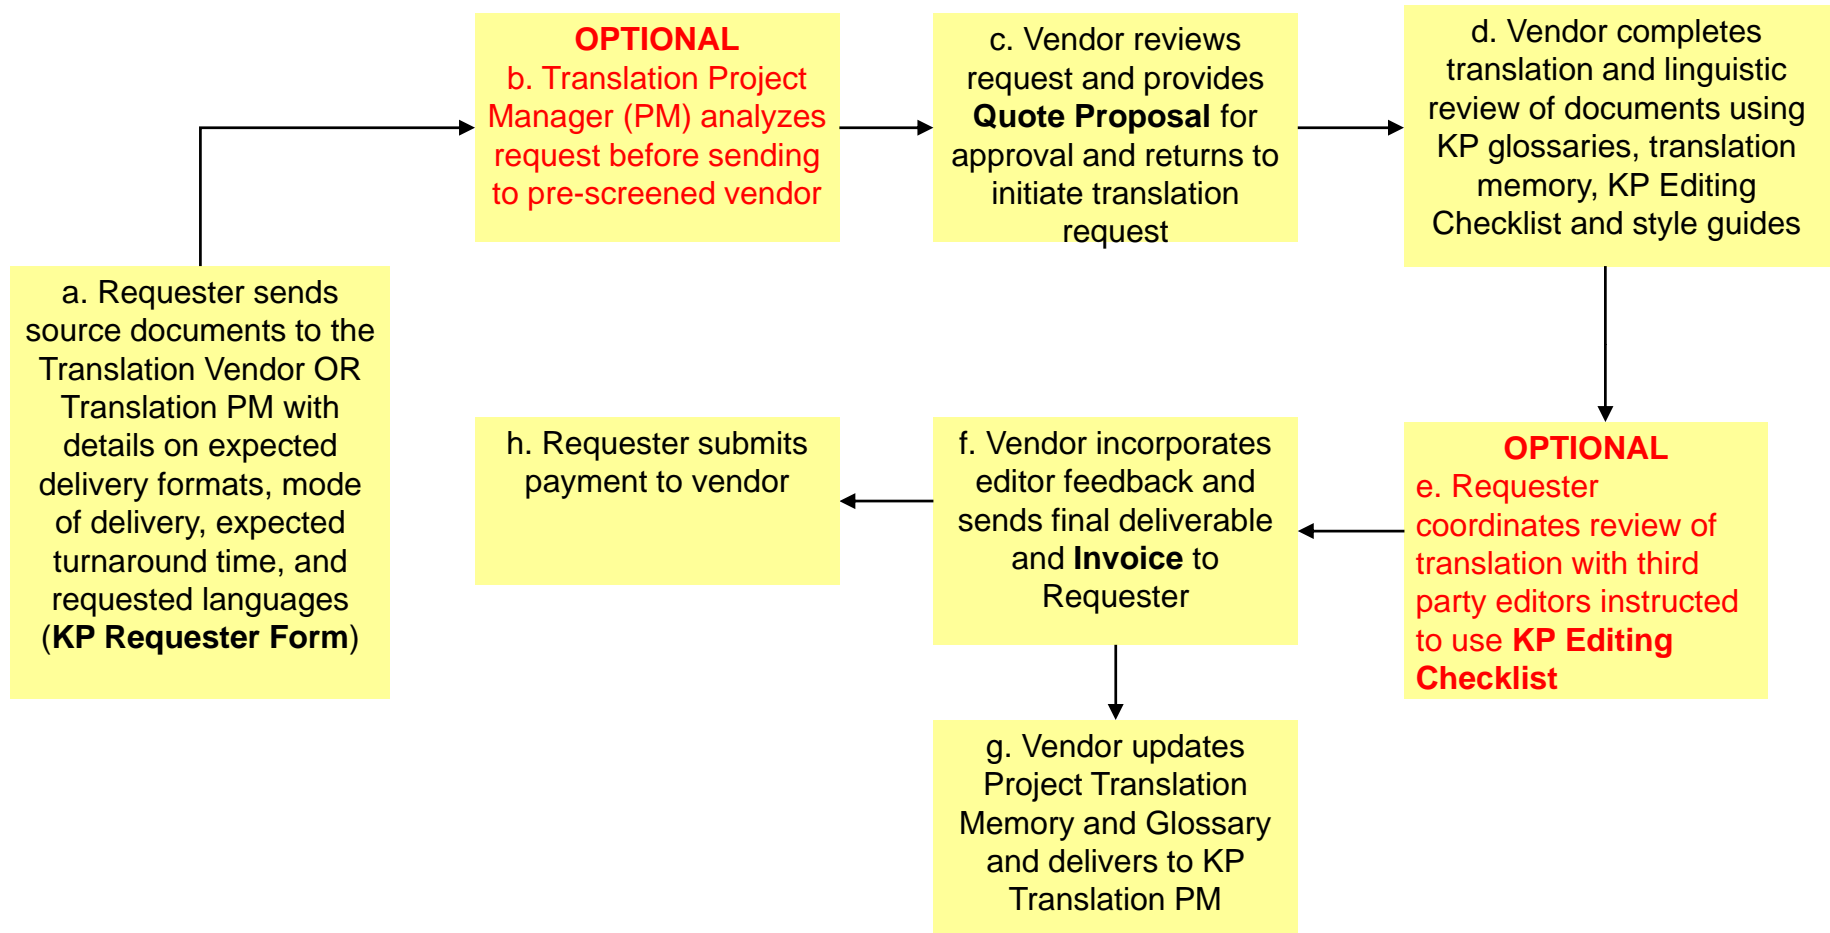 a. Requester sends
source documents to the
Translation Vendor OR
Translation PM with
details on expected
delivery formats, mode
of delivery, expected
turnaround time, and
requested languages
(KP Requester Form)
OPTIONAL
b. Translation Project
Manager (PM) analyzes
request before sending
to pre-screened vendor
c. Vendor reviews
request and provides
Quote Proposal for
approval and returns to
initiate translation
request
d. Vendor completes
translation and linguistic
review of documents using
KP glossaries, translation
memory, KP Editing
Checklist and style guides
OPTIONAL
e. Requester
coordinates review of
translation with third
party editors instructed
to use KP Editing
Checklist
f. Vendor incorporates
editor feedback and
sends final deliverable
and Invoice to
Requester
g. Vendor updates
Project Translation
Memory and Glossary
and delivers to KP
Translation PM
h. Requester submits
payment to vendor